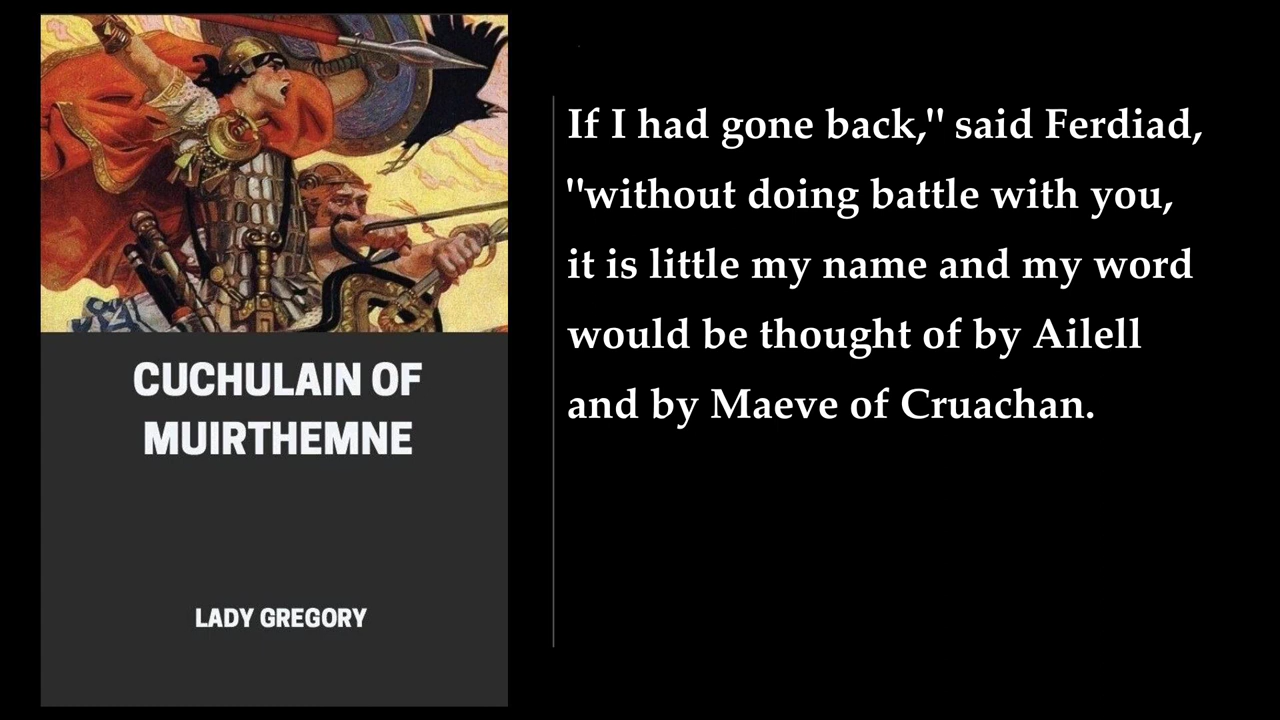 CUCHULAIN OF
MUIRTHEMNE
LADY GREGORY
If I had gone back," said Ferdiad,
"without doing battle with you,
it is little my name and my word
would be thought of by Ailell
and by Maeve of Cruachan.